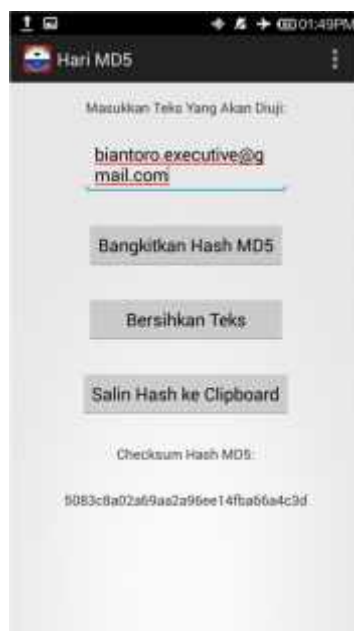 01:49PM
Hari MD5
Masukkan Teks Yang Akan Diuji:
biantoro.executive@g
mail.com
Bangkitkan Hash MD5
Bersihkan Teks
Salin Hash ke Clipboard
Checksum Hash MD5: